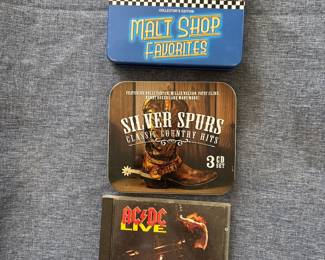 COLLECTOR'S EDITION
MALT SHOP
FAVORITES
SILVER SPURS
CLASSIC COUNTRY HITS
3 CD
SET
AC/DC
LIVE